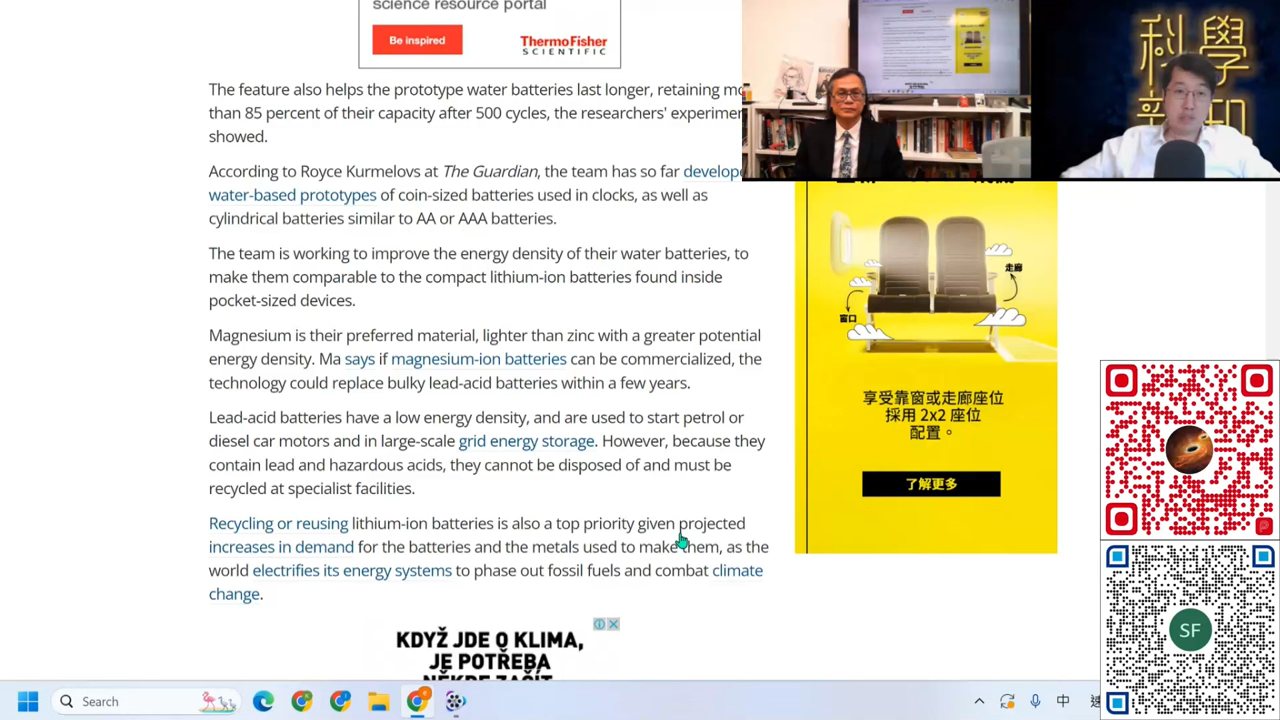 science resource portal
Be inspired
ThermoFisher
SCIENTIFIC
The feature also helps the prototype water batteries last longer, retaining mo
than 85 percent of their capacity after 500 cycles, the researchers' experimen
showed.
According to Royce Kurmelovs at The Guardian, the team has so far develope
water-based prototypes of coin-sized batteries used in clocks, as well as
cylindrical batteries similar to AA or AAA batteries.
The team is working to improve the energy density of their water batteries, to
make them comparable to the compact lithium-ion batteries found inside
pocket-sized devices.
Magnesium is their preferred material, lighter than zinc with a greater potential
energy density. Ma says if magnesium-ion batteries can be commercialized, the
technology could replace bulky lead-acid batteries within a few years.
Lead-acid batteries have a low energy density, and are used to start petrol or
diesel car motors and in large-scale grid energy storage. However, because they
contain lead and hazardous acids, they cannot be disposed of and must be
recycled at specialist facilities.
Recycling or reusing lithium-ion batteries is also a top priority given projected
increases in demand for the batteries and the metals used to make them, as the
world electrifies its energy systems to phase out fossil fuels and combat climate
change.
KDYŽ JDE O KLIMA,
JE POTŘEBA
NĚKDE ZAČÍT
科學
新知
走廊
窗口
享受靠窗或走廊座位
採用 2x2 座位
配置。
了解更多
SF
Search
中
速